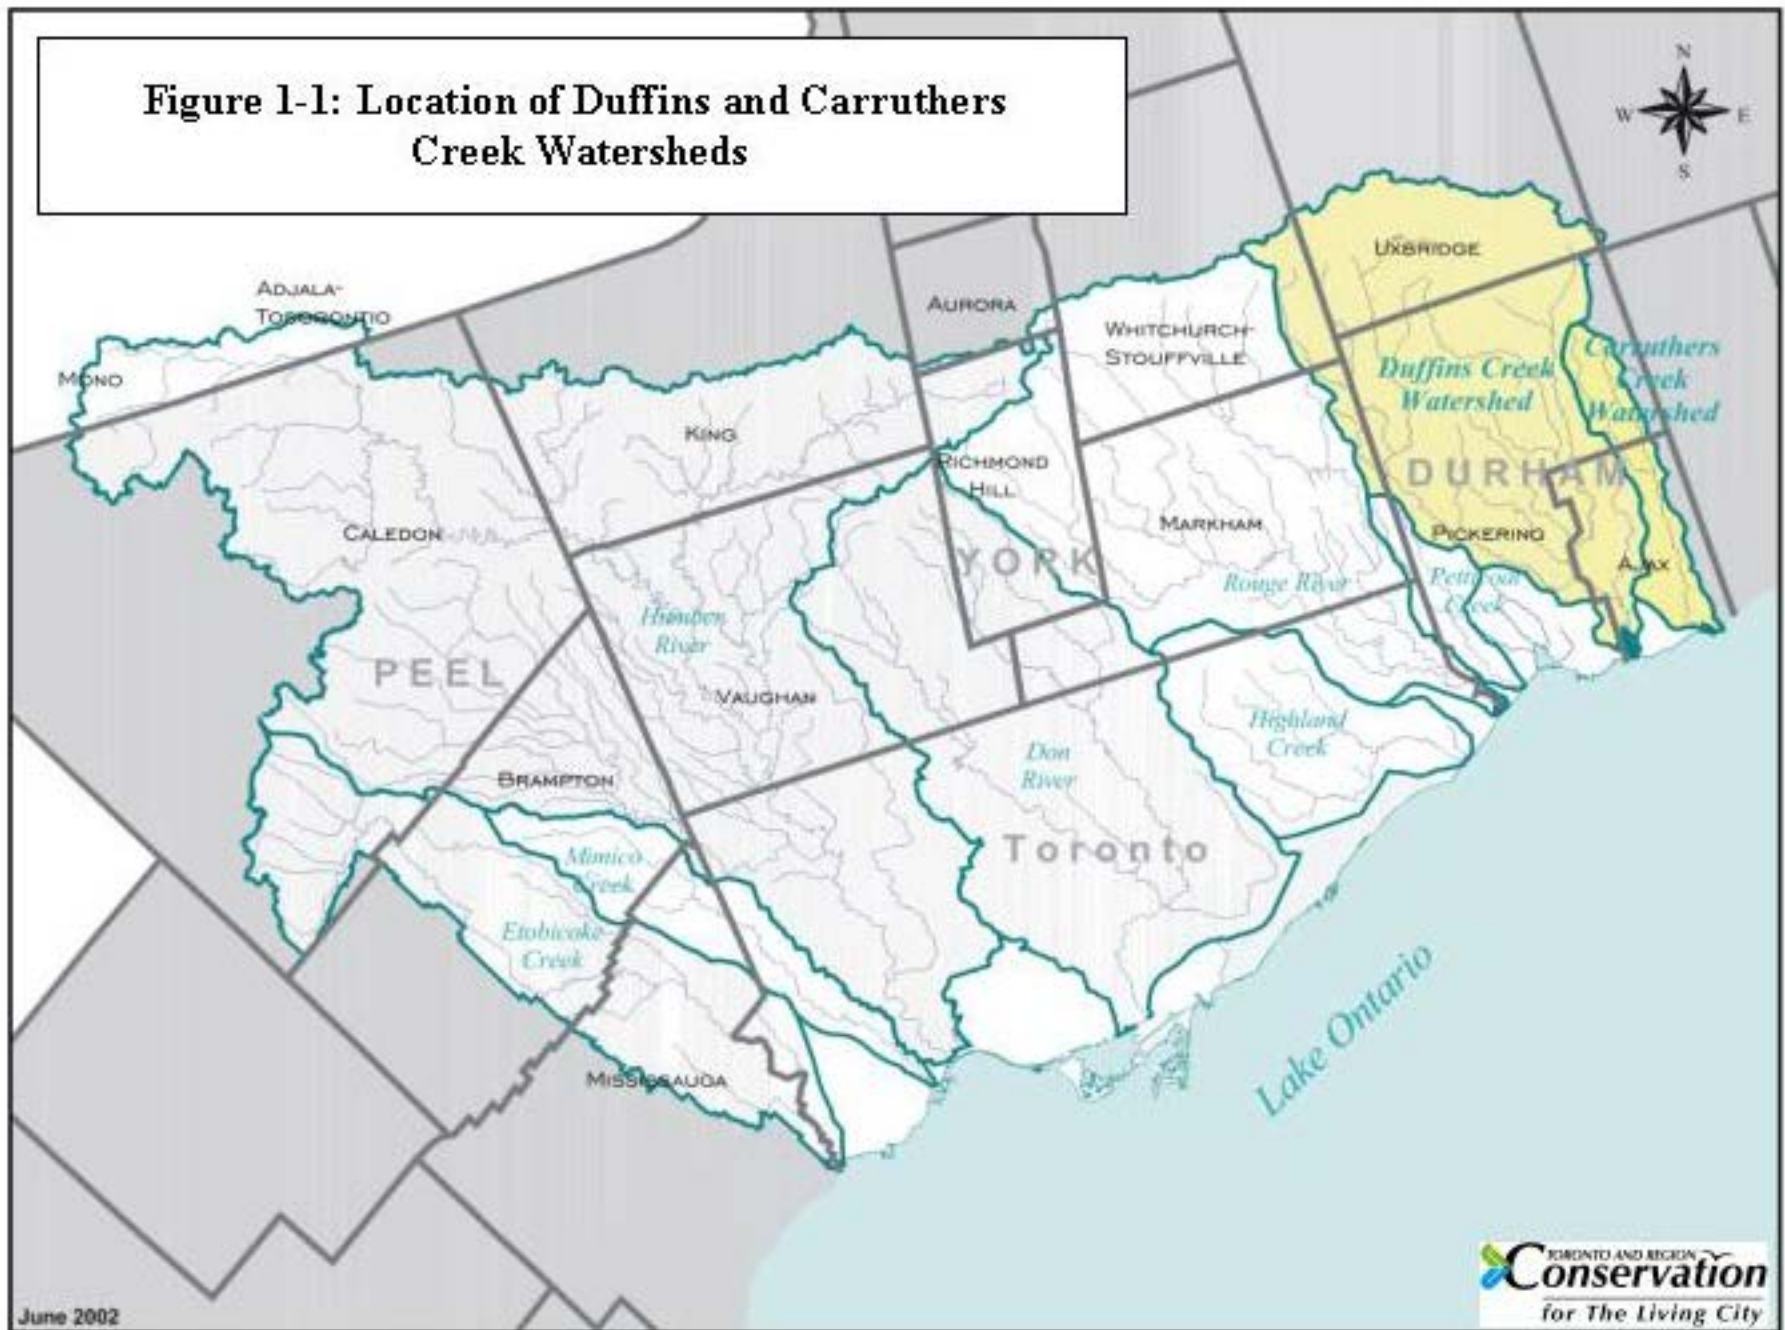 Figure 1-1: Location of Duffins and Carruthers
Creek Watersheds
N
W
E
S
UXBRIDGE
ADJALA-
TOSORONTIO
AURORA
WHITCHURCH-
STOUFFVILLE
MONO
Duffins Creek
Watershed
Carruthers
Creek
Watershed
KING
RICHMOND
HILL
DURHAM
CALEDON
MARKHAM
PICKERING
YORK
AJAX
Rouge River
Petticoat
Creek
Humber
River
PEEL
VAUGHAN
Highland
Creek
Don
River
BRAMPTON
Toronto
Mimico
Creek
Etobicoke
Creek
Lake Ontario
MISSISSAUGA
TORONTO AND REGION
Conservation
for The Living City
June 2002